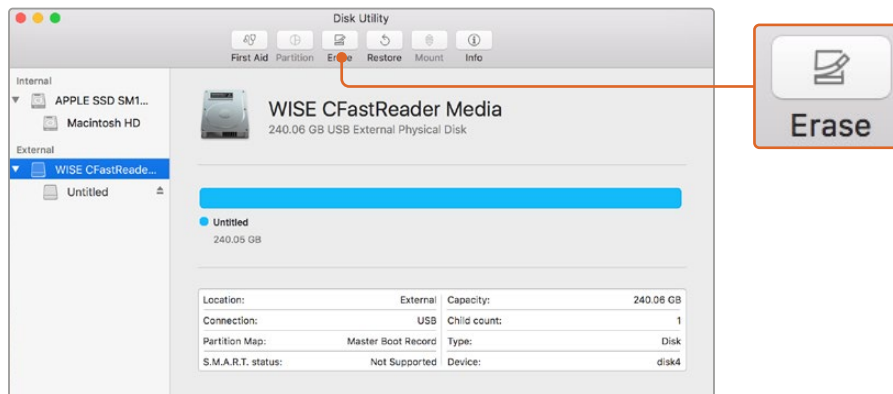 Disk Utility
First Aid Partition Erase Restore Mount Info
Erase
Internal
APPLE SSD SM1...
Macintosh HD
External
WISE CFastReade...
Untitled
WISE CFastReader Media
240.06 GB USB External Physical Disk
Untitled
240.05 GB
Location: External Capacity: 240.06 GB
Connection: USB Child count: 1
Partition Map: Master Boot Record Type: Disk
S.M.A.R.T. status: Not Supported Device: disk4